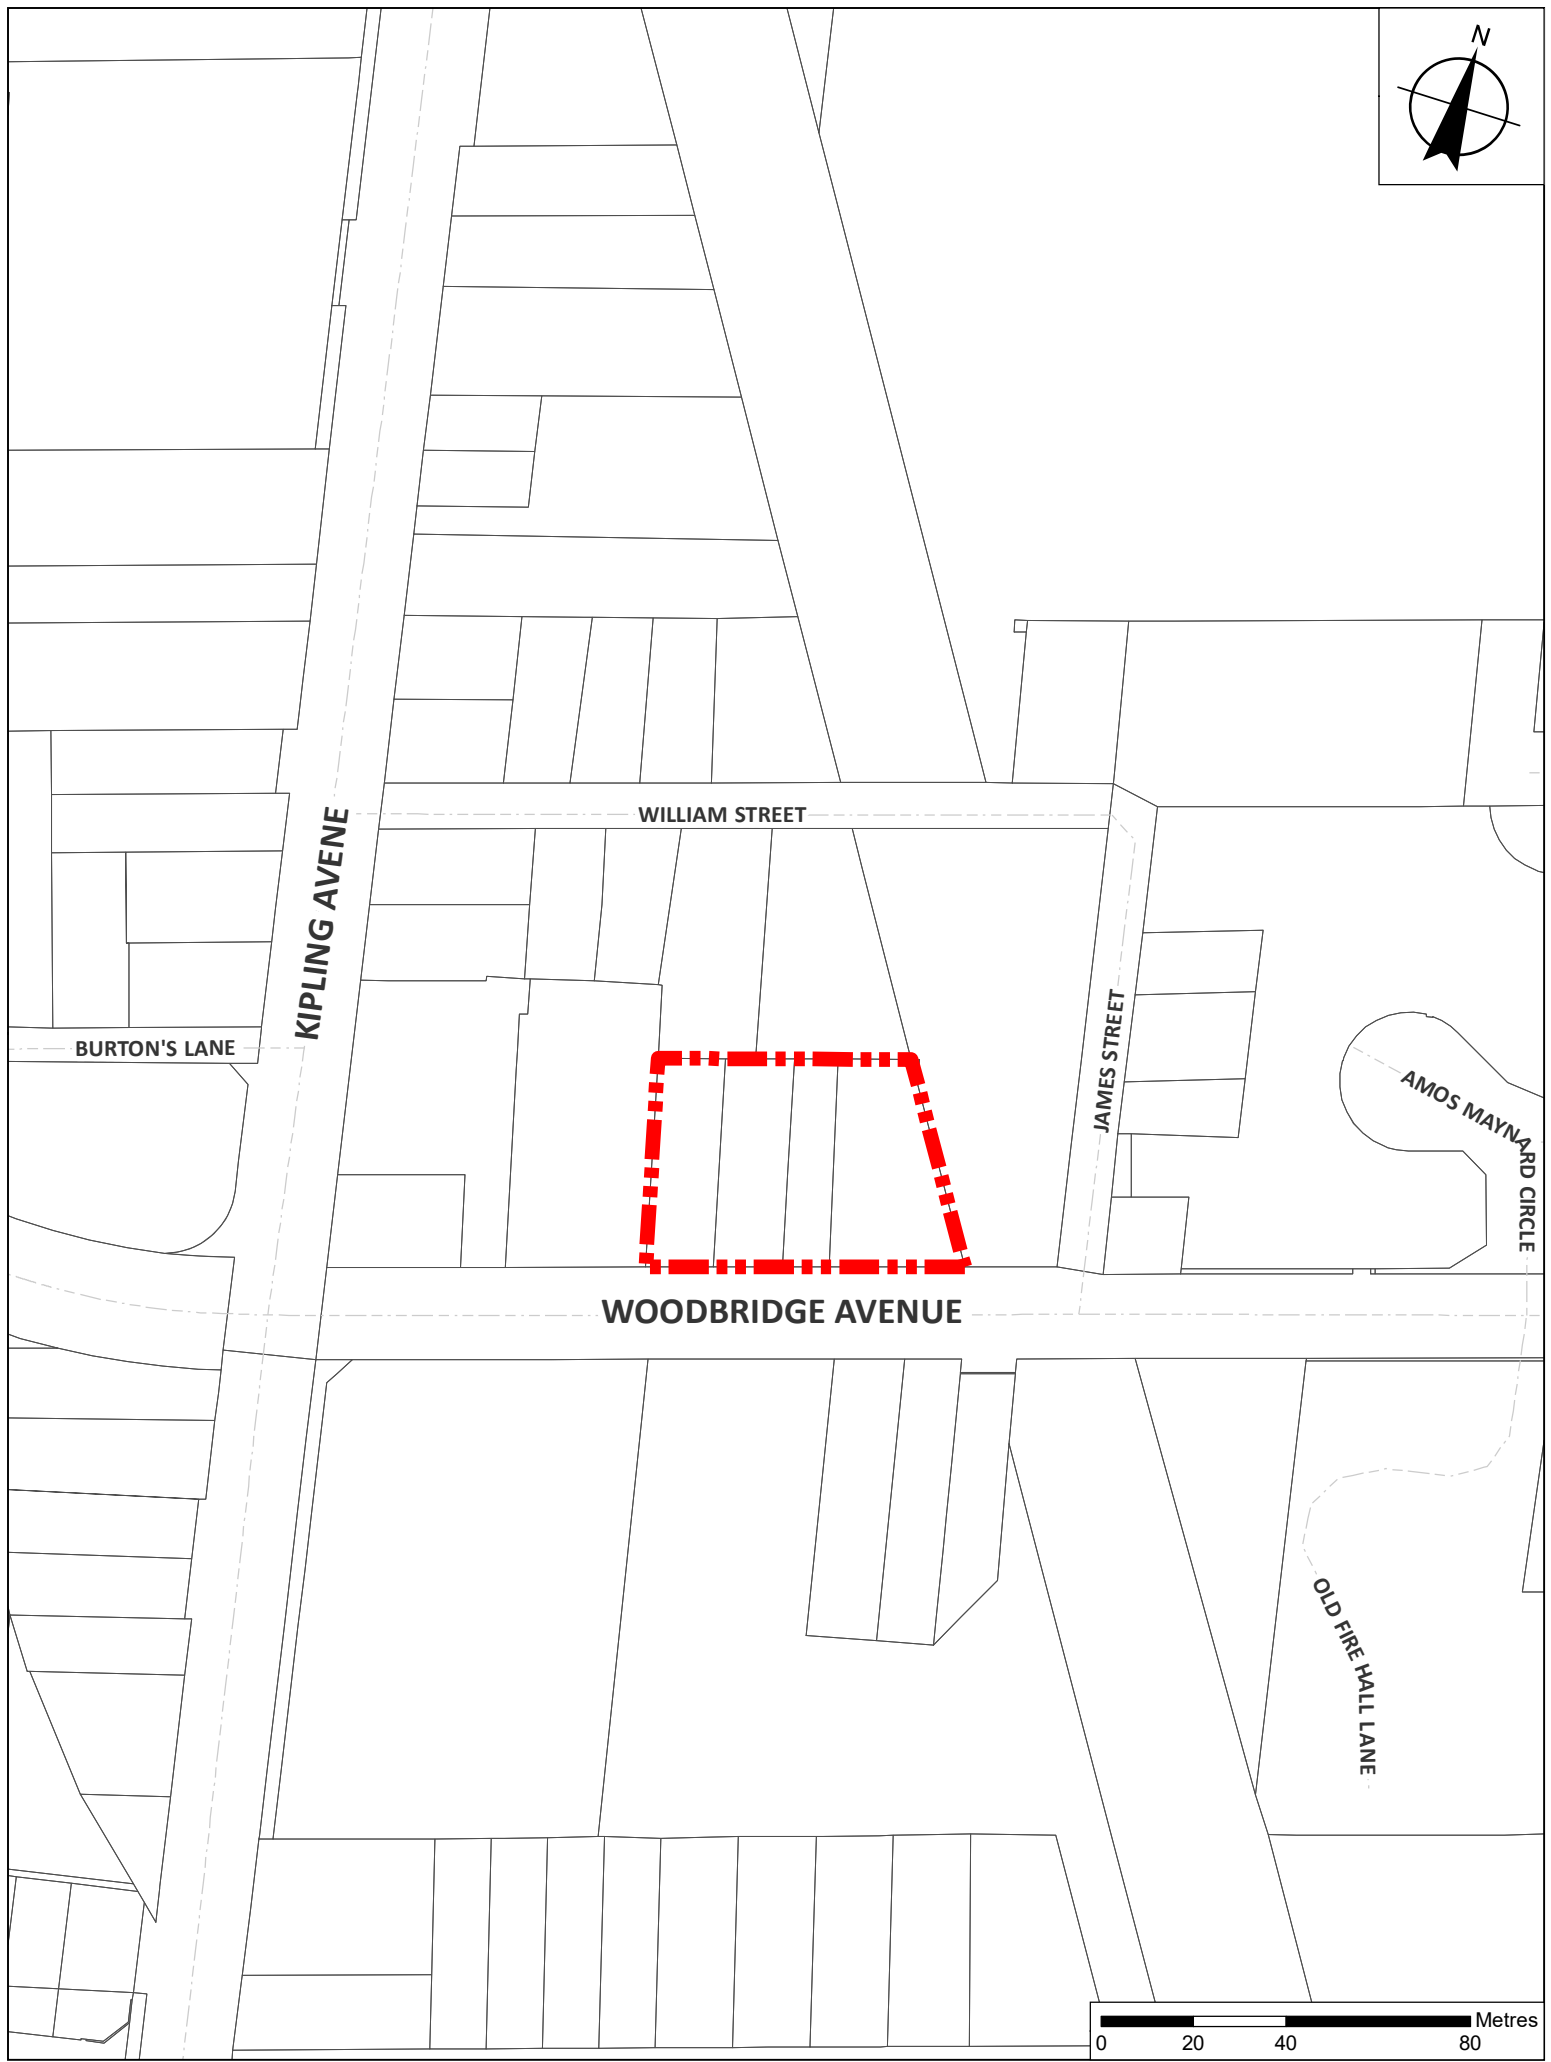 N
WILLIAM STREET
KIPLING AVENE
BURTON'S LANE
JAMES STREET
AMOS MAYNARD CIRCLE
WOODBRIDGE AVENUE
OLD FIRE HALL LANE
Metres
0 20 40 80